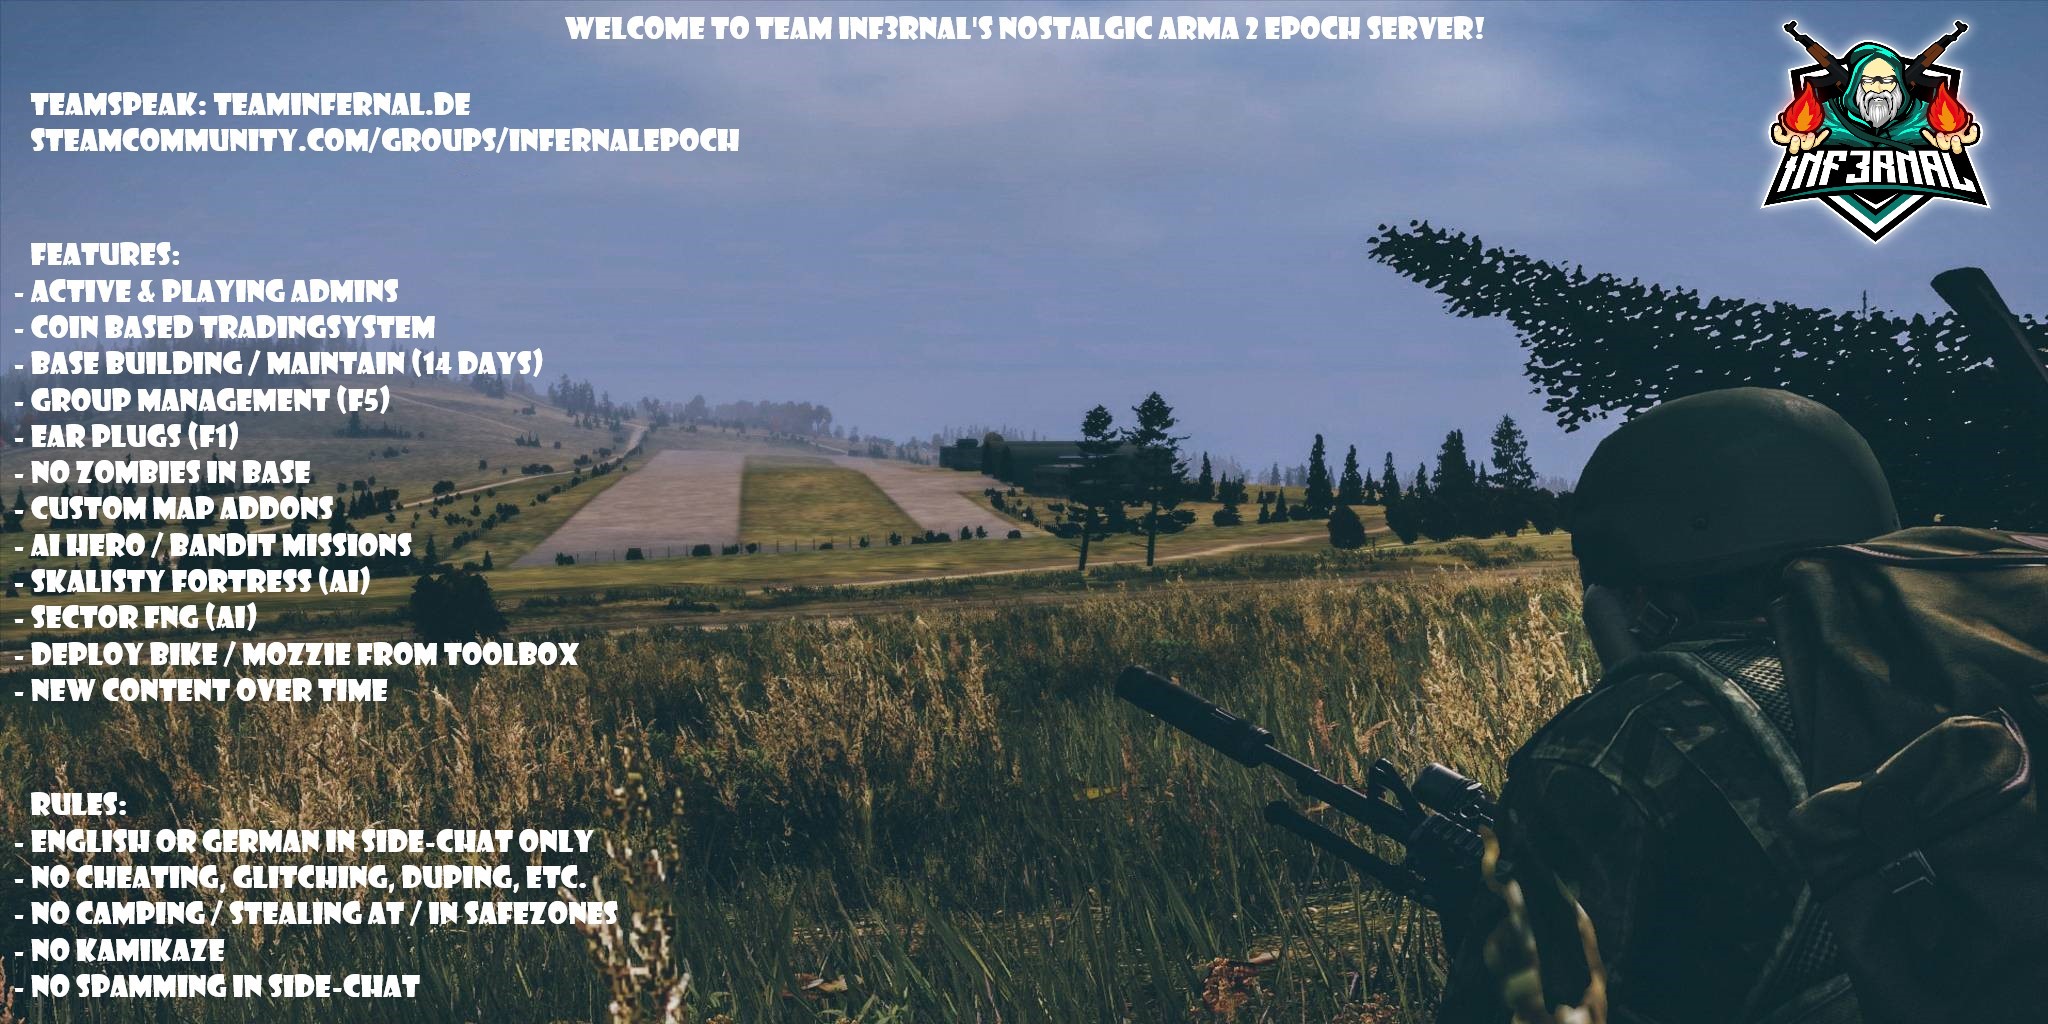 WELCOME TO TEAM INF3RNAL'S NOSTALGIC ARMA 2 EPOCH SERVER!
TEAMSPEAK: TEAMINFERNAL.DE
STEAMCOMMUNITY.COM/GROUPS/INFERNALEPOCH
INF3RNAL
FEATURES:
- ACTIVE & PLAYING ADMINS
- COIN BASED TRADINGSYSTEM
- BASE BUILDING / MAINTAIN (14 DAYS)
- GROUP MANAGEMENT (F5)
- EAR PLUGS (F1)
- NO ZOMBIES IN BASE
- CUSTOM MAP ADDONS
- AI HERO / BANDIT MISSIONS
- SKALISTY FORTRESS (AI)
- SECTOR FNG (AI)
- DEPLOY BIKE / MOZZIE FROM TOOLBOX
- NEW CONTENT OVER TIME
RULES:
- ENGLISH OR GERMAN IN SIDE-CHAT ONLY
- NO CHEATING, GLITCHING, DUPING, ETC.
- NO CAMPING / STEALING AT / IN SAFEZONES
- NO KAMIKAZE
- NO SPAMMING IN SIDE-CHAT